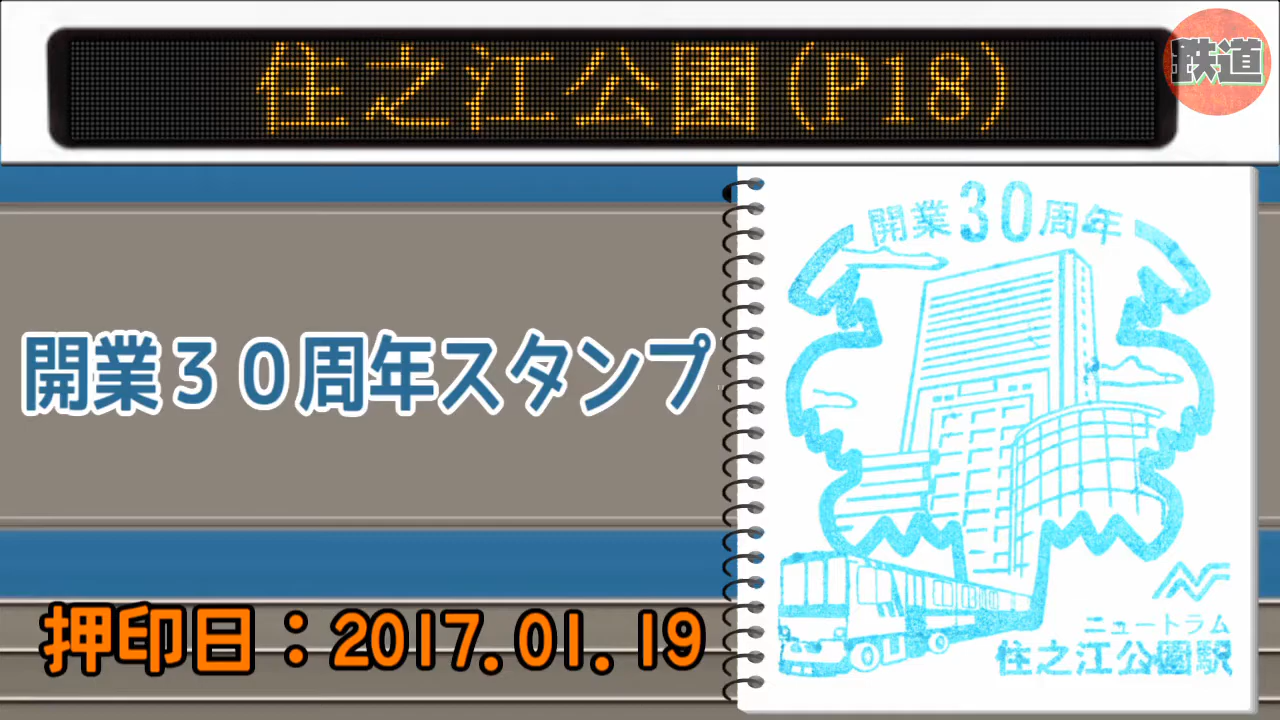 住之江公園(P18)
鉄道
開業３０周年スタンプ
押印日：2017.01.19
開業30周年
ニュートラム
住之江公園駅